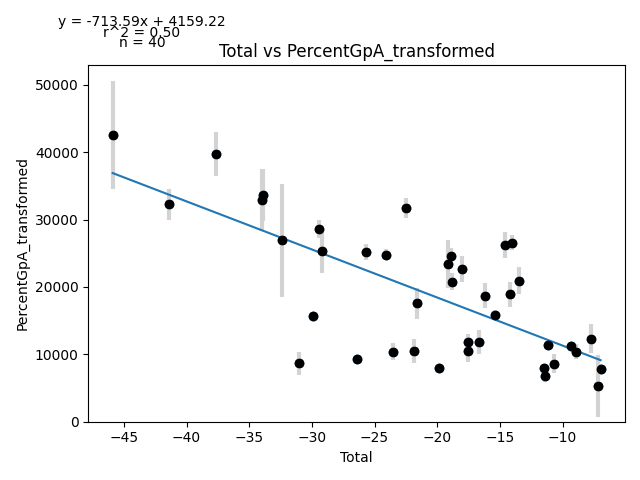 y = -713.59x + 4159.22
r^2 = 0.50
n = 40
Total vs PercentGpA_transformed
PercentGpA_transformed
50000
40000
30000
20000
10000
0
−45 −40 −35 −30 −25 −20 −15 −10
Total